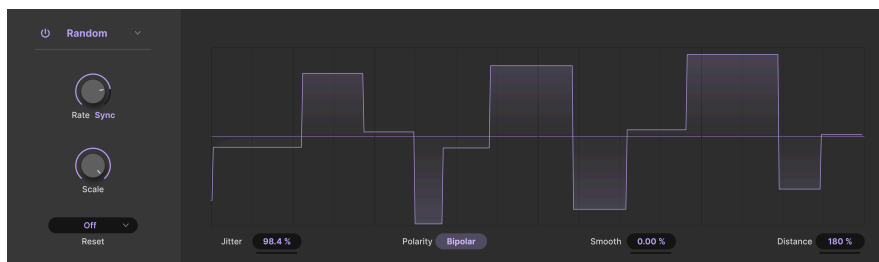 Random
Rate Sync
Scale
Off
Reset
Jitter 98.4 % Polarity Bipolar Smooth 0.00 % Distance 180 %